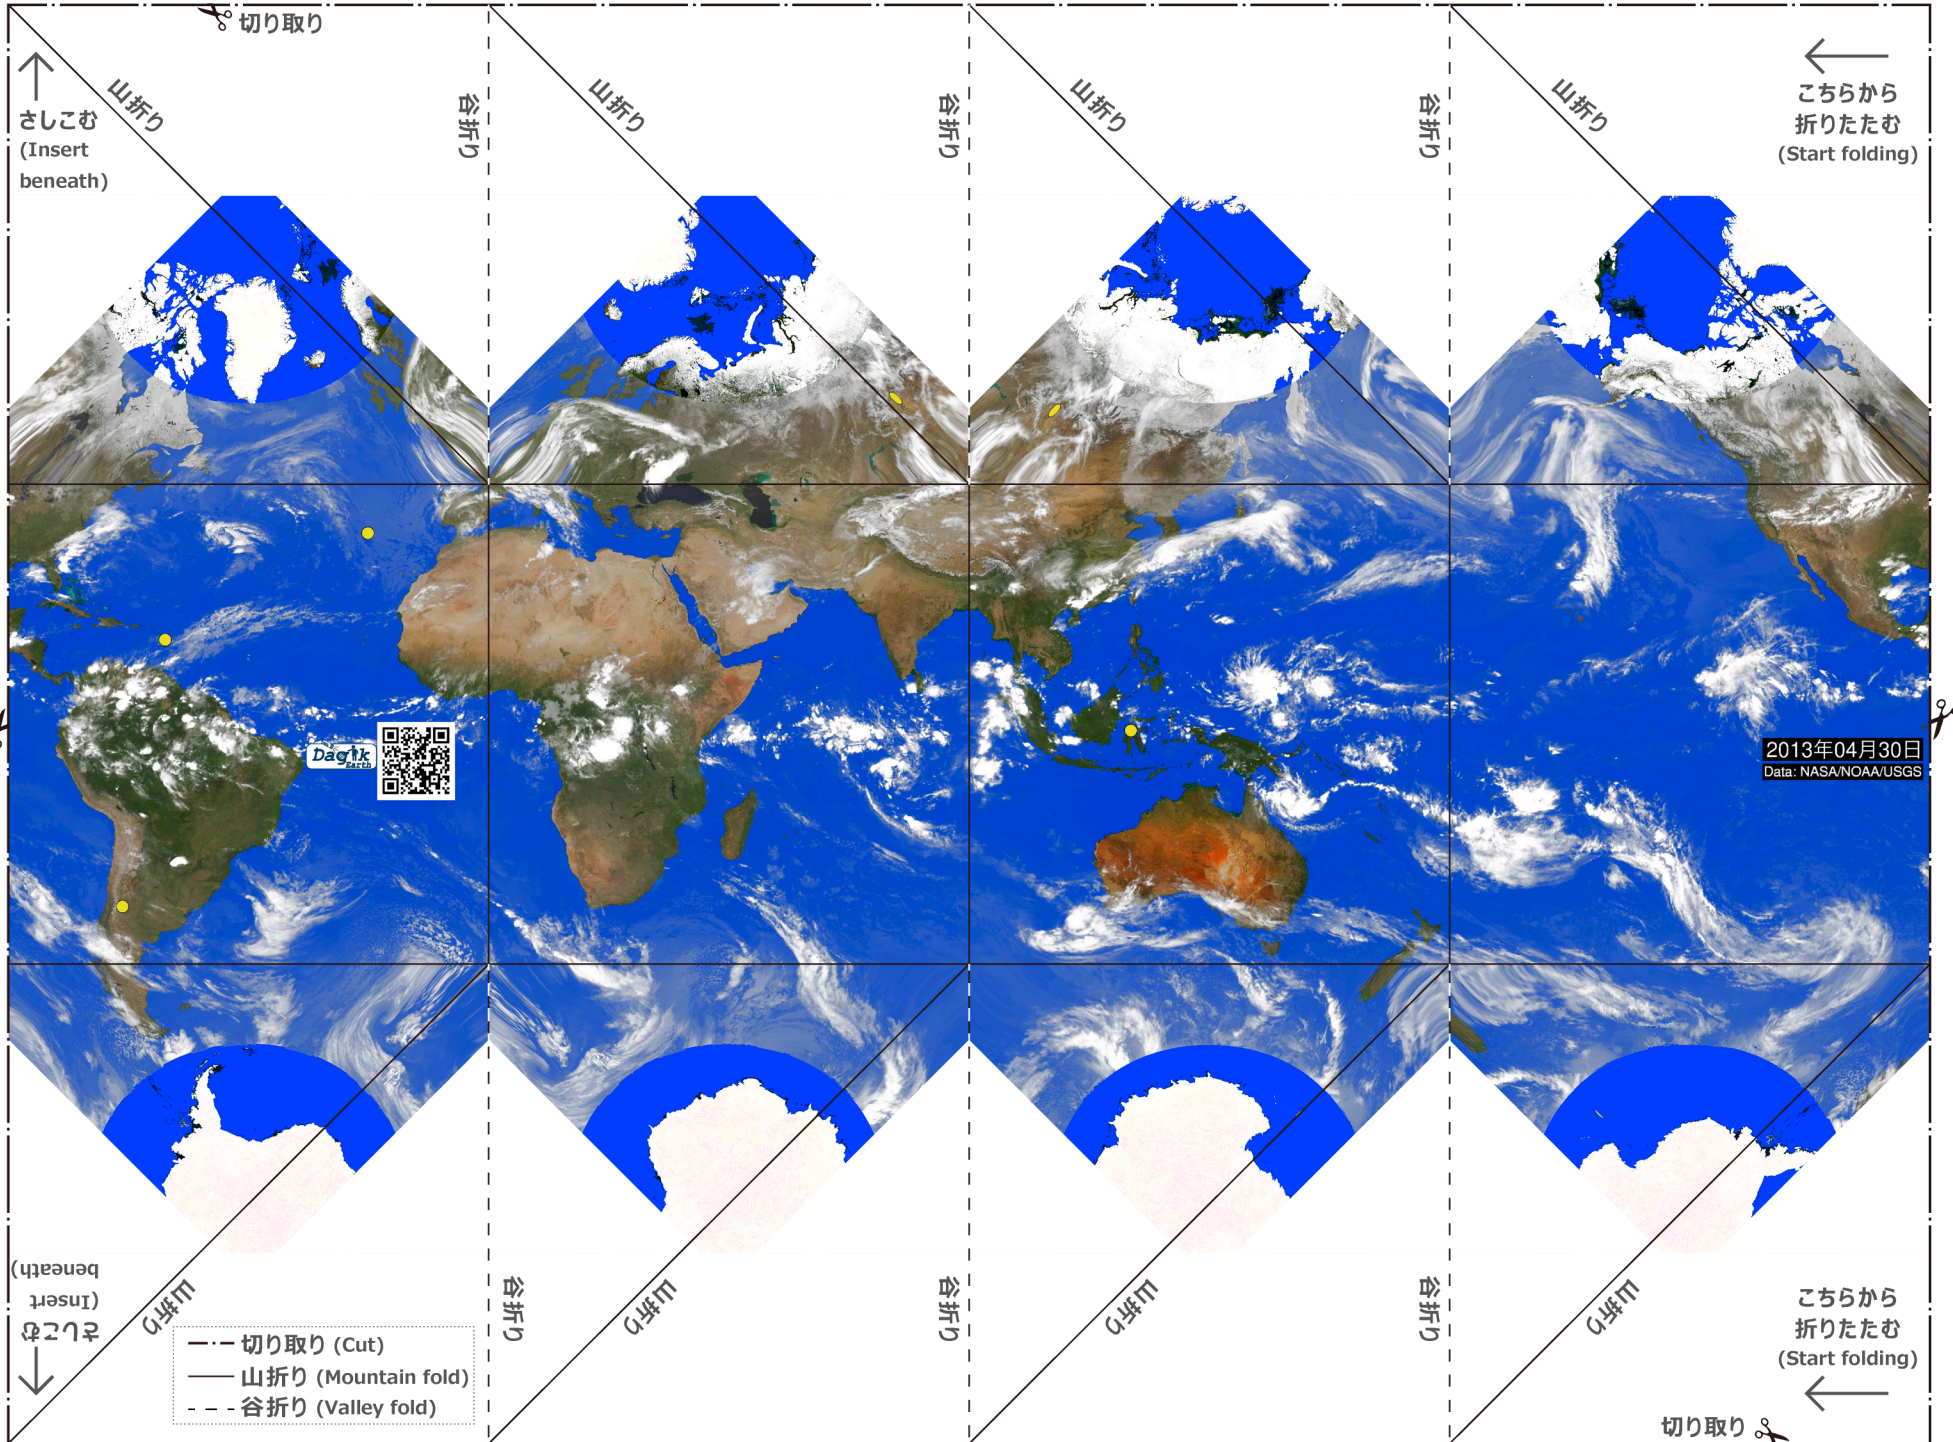 切り取り
山折り
谷折り
山折り
谷折り
山折り
谷折り
山折り
さしこむ
(Insert
beneath)
こちらから
折りたたむ
(Start folding)
Dagik
Earth
2013年04月30日
Data: NASA/NOAA/USGS
さしこむ
(Insert
beneath)
山折り
谷折り
山折り
谷折り
山折り
谷折り
山折り
こちらから
折りたたむ
(Start folding)
切り取り (Cut)
山折り (Mountain fold)
谷折り (Valley fold)
切り取り